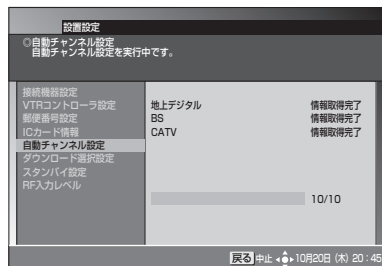 設置設定
◎自動チャンネル設定
自動チャンネル設定を実行中です。
接続機器設定
VTRコントローラ設定
郵便番号設定
ICカード情報
自動チャンネル設定
ダウンロード選択設定
スタンバイ設定
RF入力レベル
地上デジタル 情報取得完了
BS 情報取得完了
CATV 情報取得完了
10/10
戻る 中止 10月20日 (木) 20:45